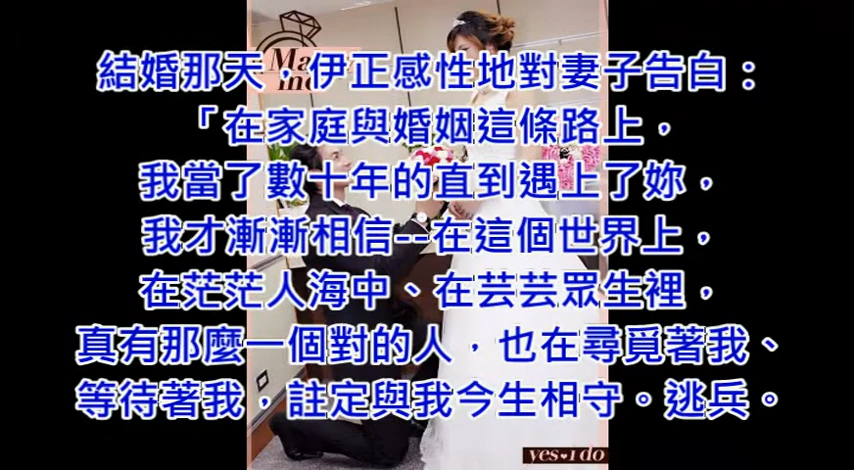 結婚那天，伊正感性地對妻子告白：
「在家庭與婚姻這條路上，
我當了數十年的直到遇上了妳，
我才漸漸相信--在這個世界上，
在茫茫人海中、在芸芸眾生裡，
真有那麼一個對的人，也在尋覓著我、
等待著我，註定與我今生相守。逃兵。
yes♥I do